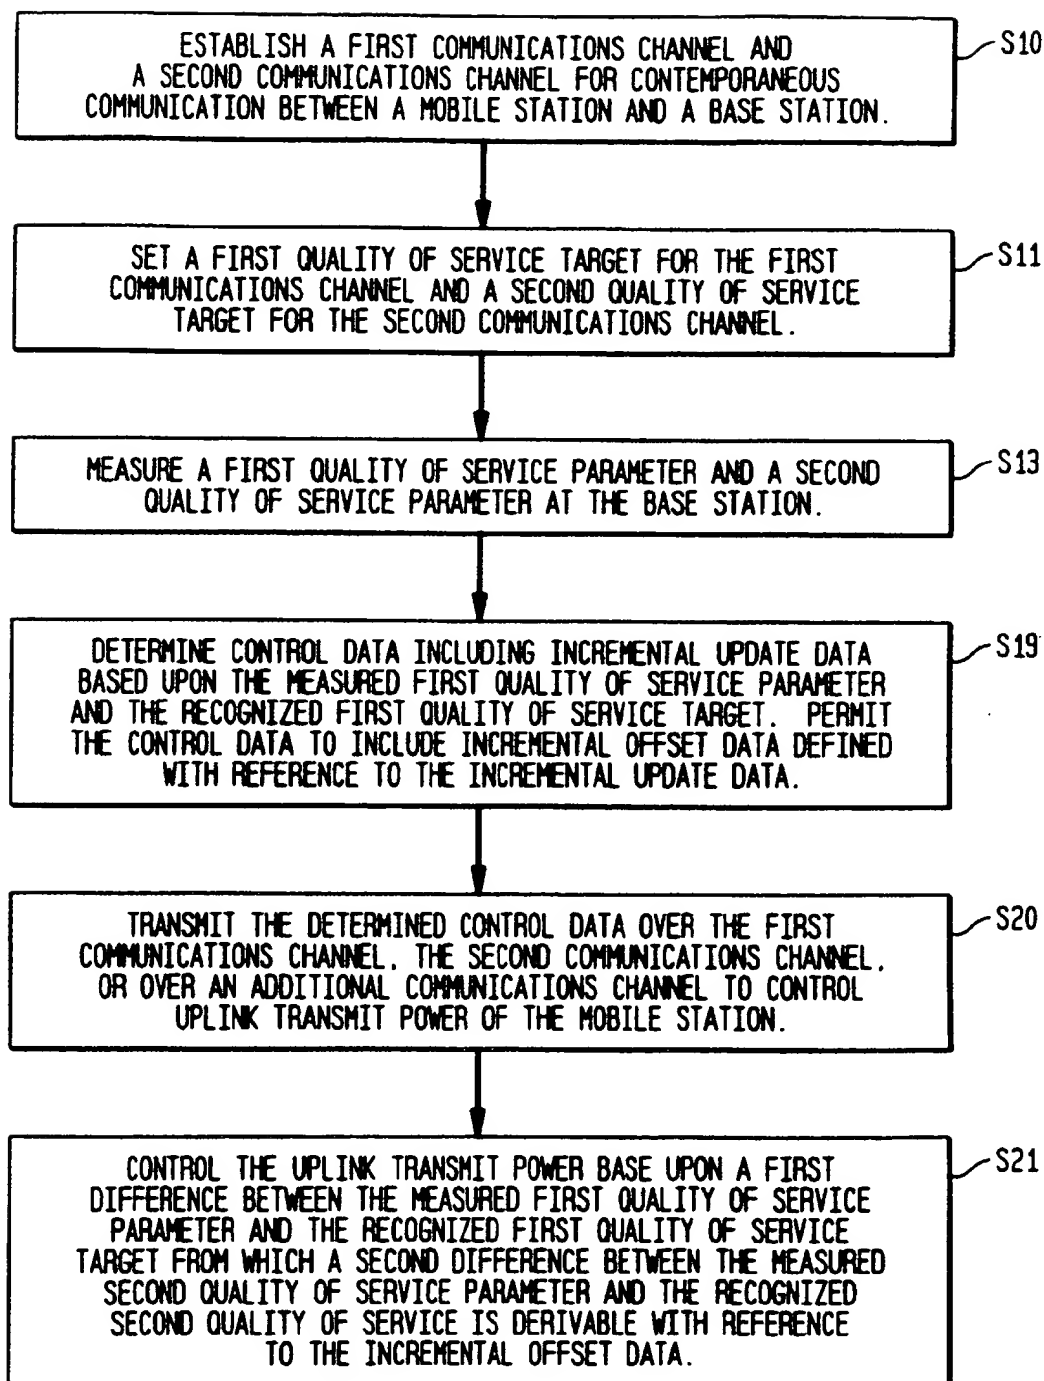 ESTABLISH A FIRST COMMUNICATIONS CHANNEL AND
A SECOND COMMUNICATIONS CHANNEL FOR CONTEMPORANEOUS
COMMUNICATION BETWEEN A MOBILE STATION AND A BASE STATION.
S10
SET A FIRST QUALITY OF SERVICE TARGET FOR THE FIRST
COMMUNICATIONS CHANNEL AND A SECOND QUALITY OF SERVICE
TARGET FOR THE SECOND COMMUNICATIONS CHANNEL.
S11
MEASURE A FIRST QUALITY OF SERVICE PARAMETER AND A SECOND
QUALITY OF SERVICE PARAMETER AT THE BASE STATION.
S13
DETERMINE CONTROL DATA INCLUDING INCREMENTAL UPDATE DATA
BASED UPON THE MEASURED FIRST QUALITY OF SERVICE PARAMETER
AND THE RECOGNIZED FIRST QUALITY OF SERVICE TARGET. PERMIT
THE CONTROL DATA TO INCLUDE INCREMENTAL OFFSET DATA DEFINED
WITH REFERENCE TO THE INCREMENTAL UPDATE DATA.
S19
TRANSMIT THE DETERMINED CONTROL DATA OVER THE FIRST
COMMUNICATIONS CHANNEL, THE SECOND COMMUNICATIONS CHANNEL,
OR OVER AN ADDITIONAL COMMUNICATIONS CHANNEL TO CONTROL
UPLINK TRANSMIT POWER OF THE MOBILE STATION.
S20
CONTROL THE UPLINK TRANSMIT POWER BASE UPON A FIRST
DIFFERENCE BETWEEN THE MEASURED FIRST QUALITY OF SERVICE
PARAMETER AND THE RECOGNIZED FIRST QUALITY OF SERVICE
TARGET FROM WHICH A SECOND DIFFERENCE BETWEEN THE MEASURED
SECOND QUALITY OF SERVICE PARAMETER AND THE RECOGNIZED
SECOND QUALITY OF SERVICE IS DERIVABLE WITH REFERENCE
TO THE INCREMENTAL OFFSET DATA.
S21